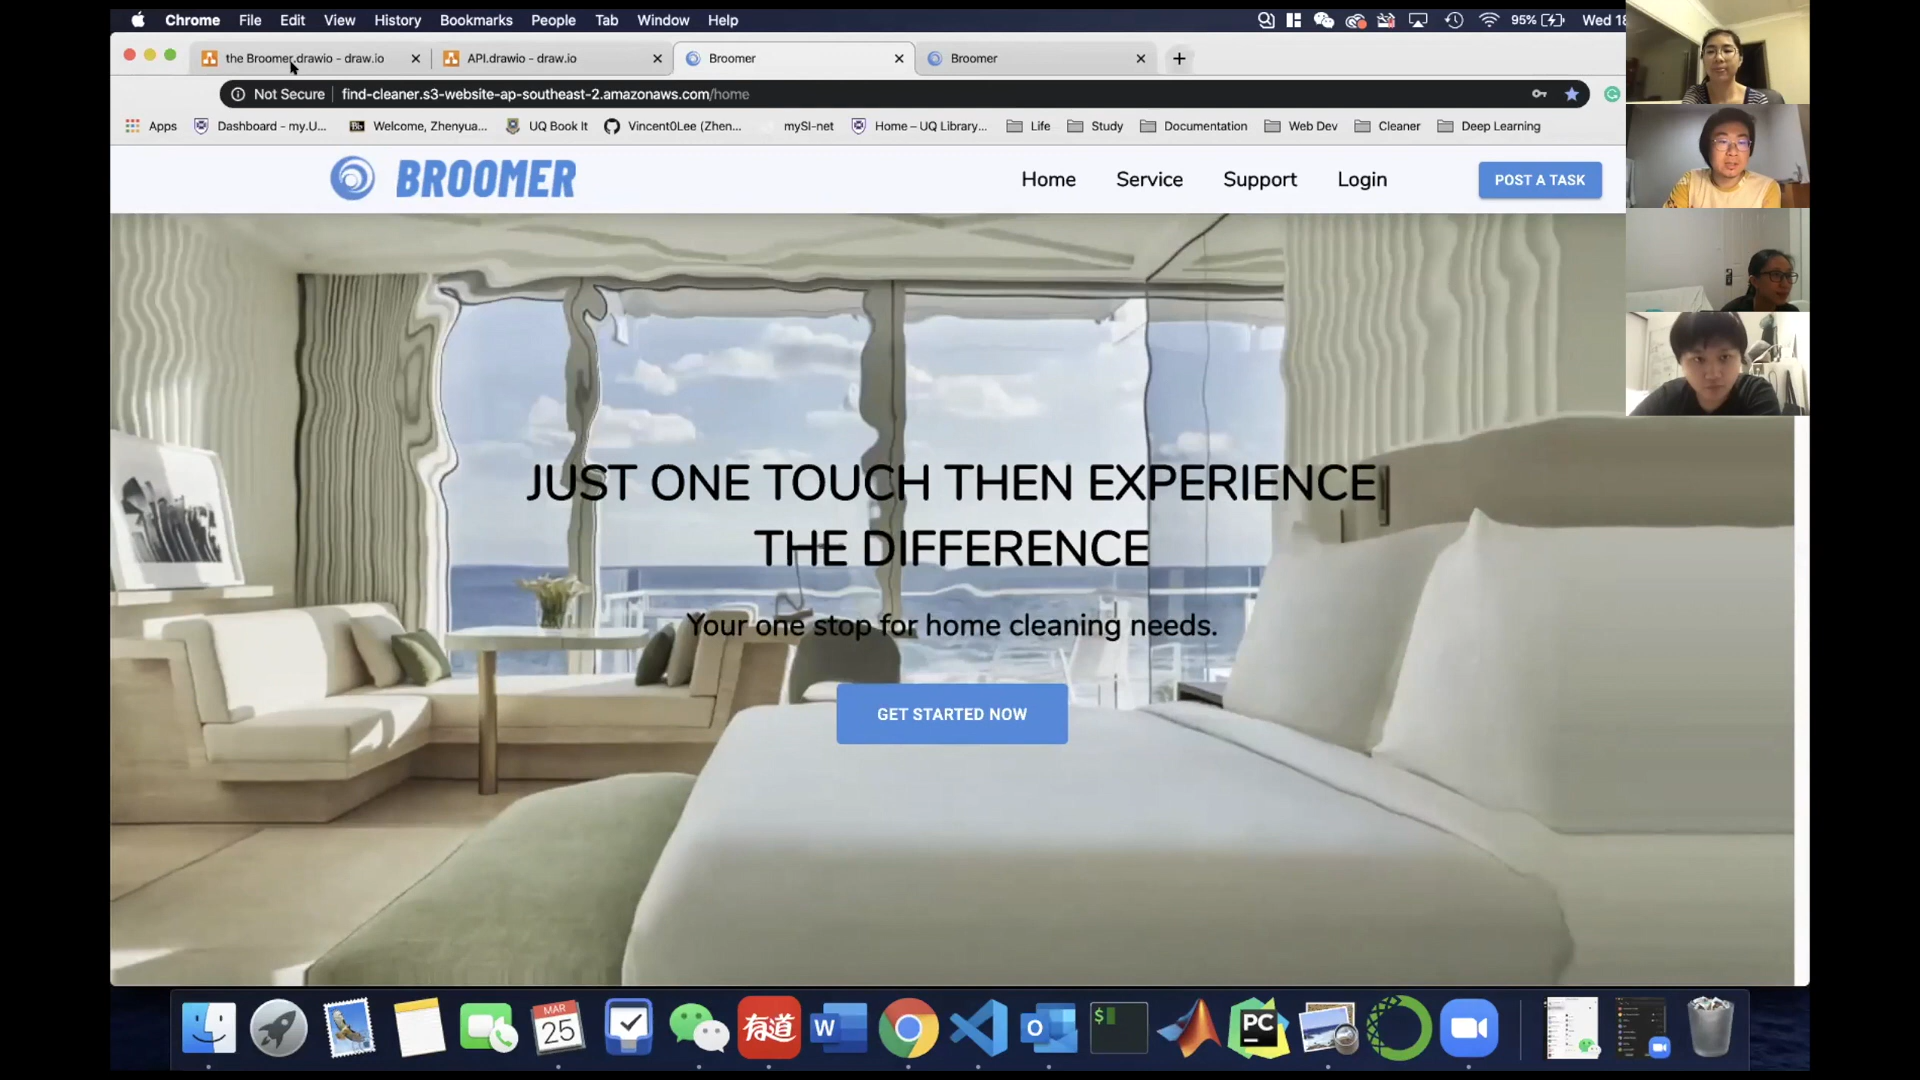 Chrome File Edit View History Bookmarks People Tab Window Help 95% Wed 18
the Broomer.drawio - draw.io API.drawio - draw.io Broomer Broomer
Not Secure find-cleaner.s3-website-ap-southeast-2.amazonaws.com/home
Apps Dashboard - my.U... Bb Welcome, Zhenyua... UQ Book It Vincent0Lee (Zhen... mySI-net Home – UQ Library... Life Study Documentation Web Dev Cleaner Deep Learning
BROOMER Home Service Support Login POST A TASK
JUST ONE TOUCH THEN EXPERIENCE
THE DIFFERENCE
Your one stop for home cleaning needs.
GET STARTED NOW
MAR
25 有道 W O $ PC